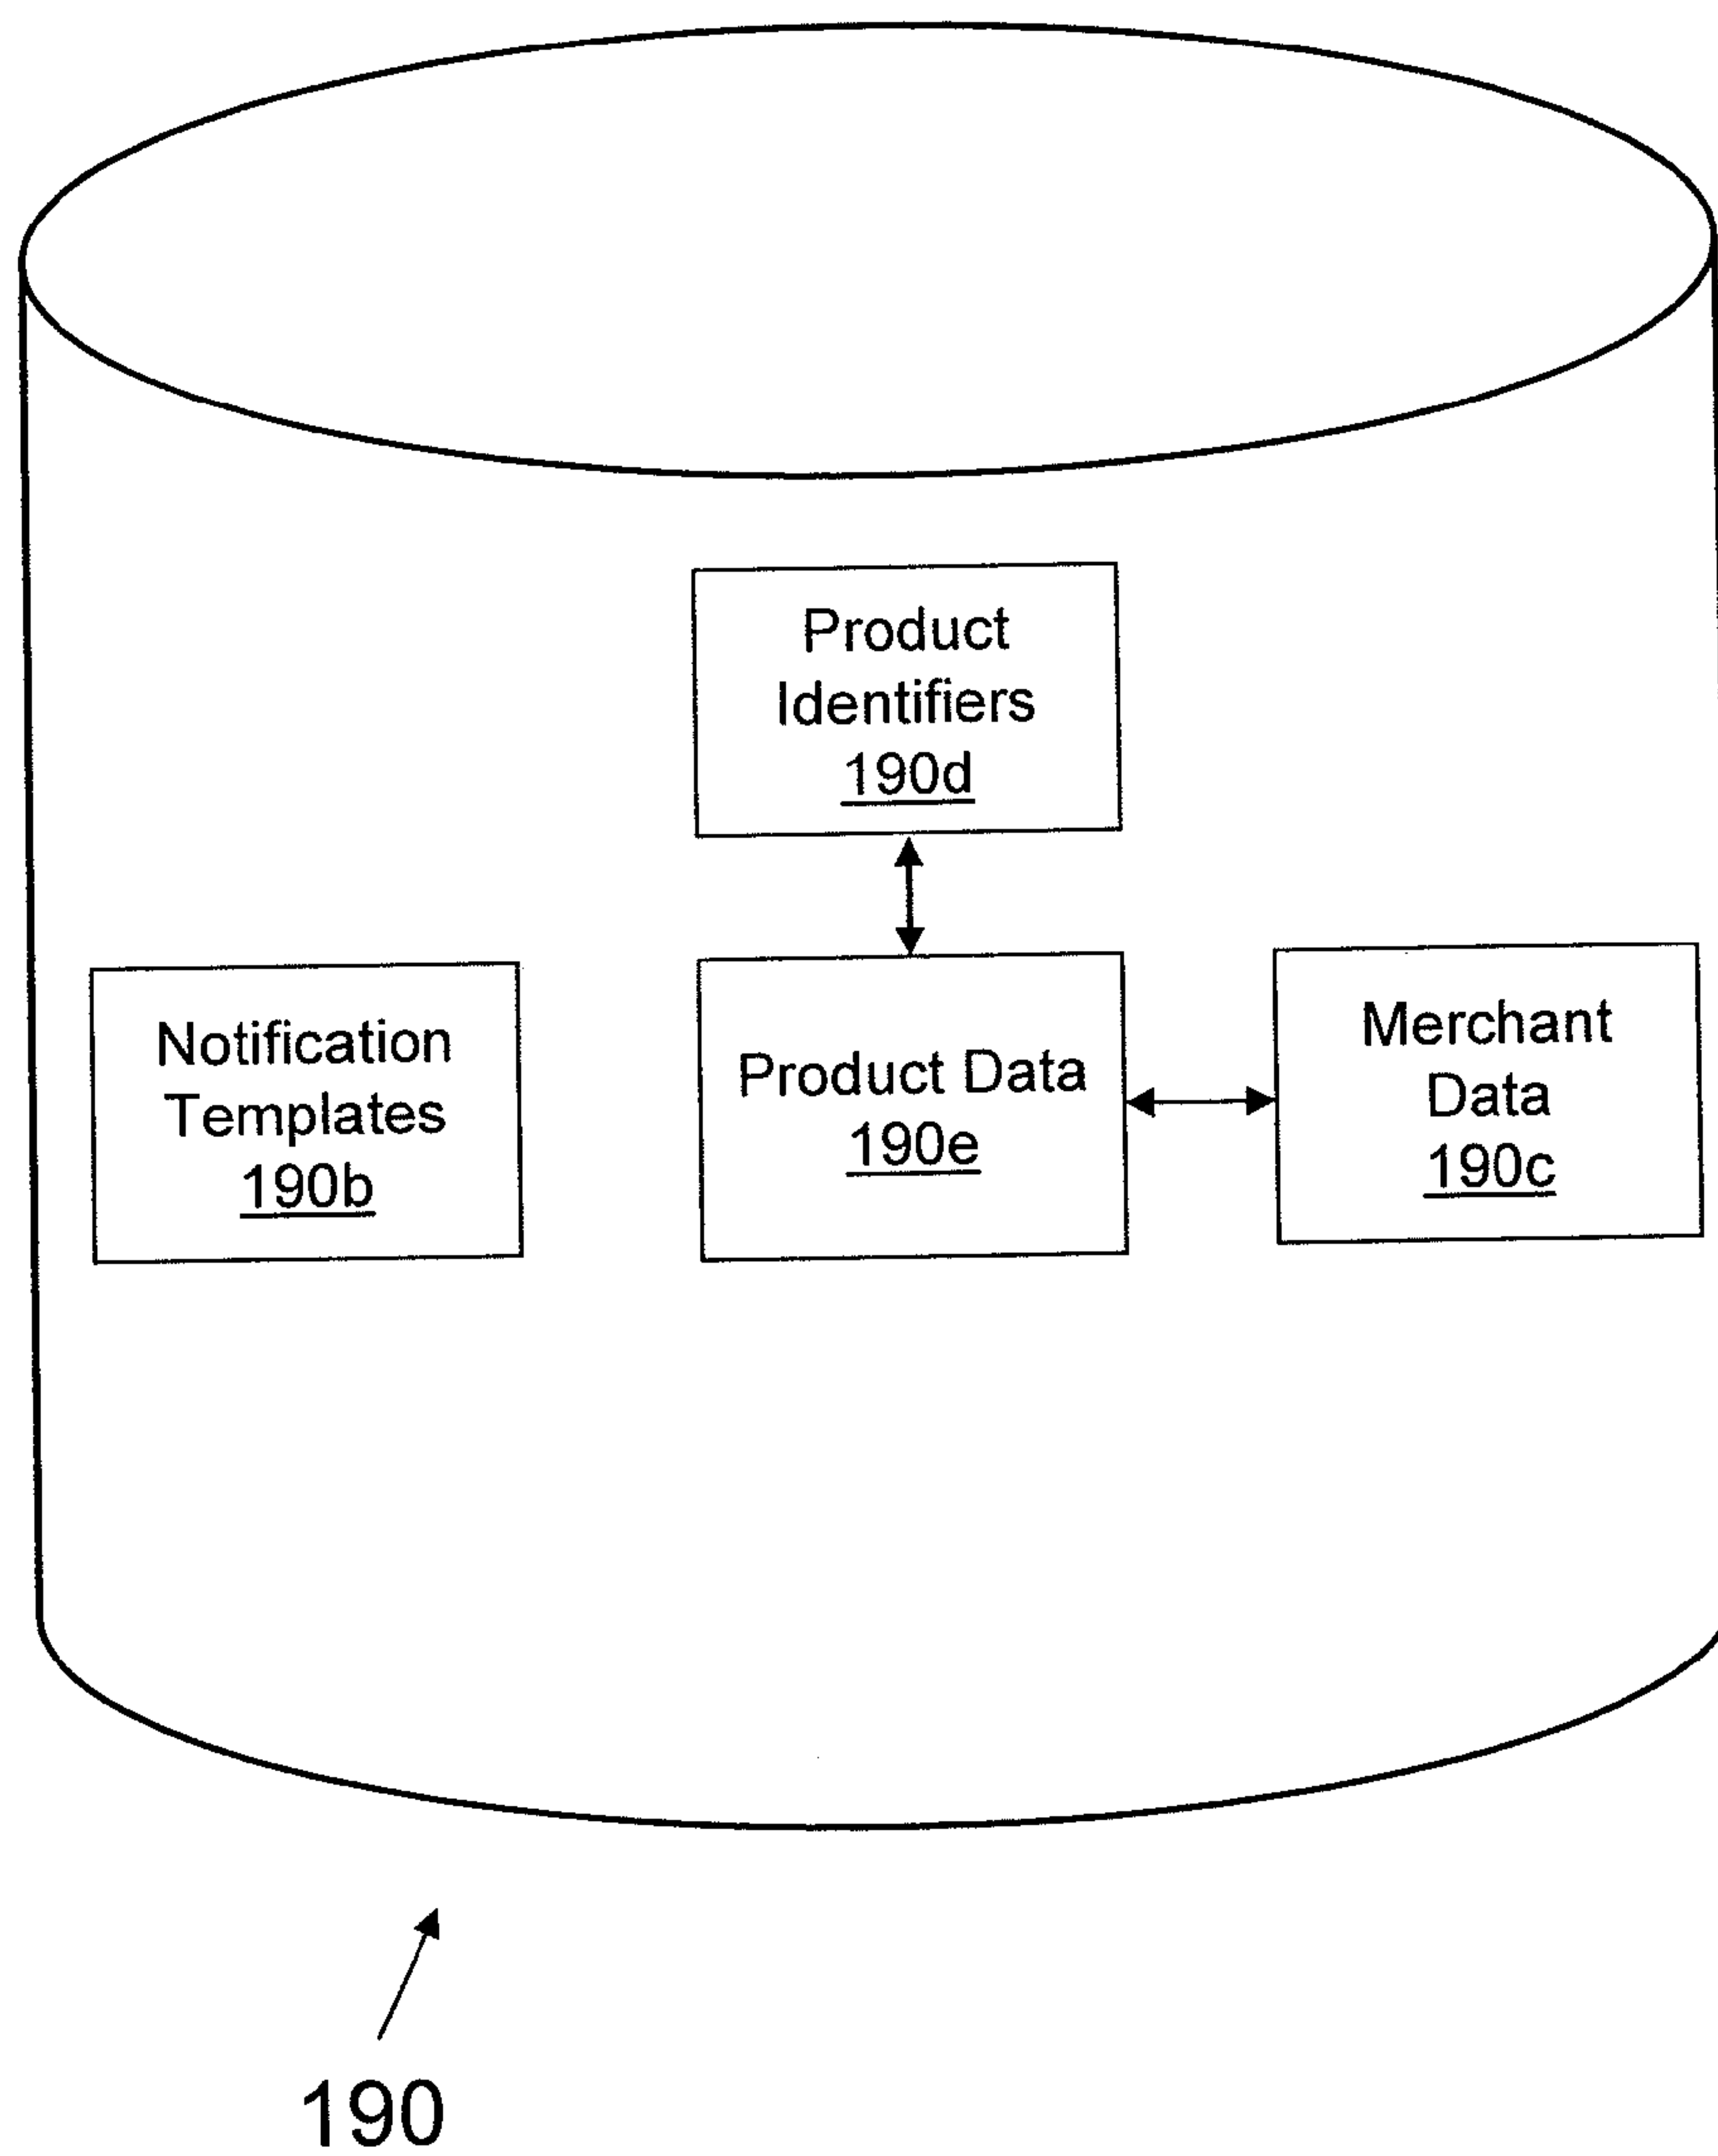 Product
Identifiers
190d
Notification
Templates
190b
Product Data
190e
Merchant
Data
190c
190